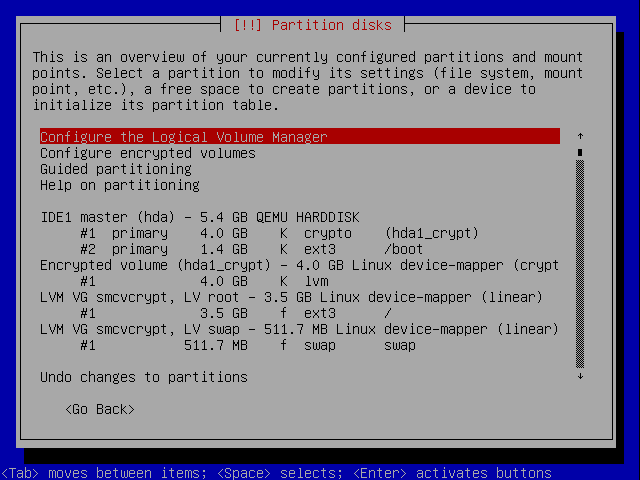 [!!] Partition disks
This is an overview of your currently configured partitions and mount
points. Select a partition to modify its settings (file system, mount
point, etc.), a free space to create partitions, or a device to
initialize its partition table.
Configure the Logical Volume Manager
Configure encrypted volumes
Guided partitioning
Help on partitioning
IDE1 master (hda) - 5.4 GB QEMU HARDDISK
#1 primary 4.0 GB K crypto (hda1_crypt)
#2 primary 1.4 GB K ext3 /boot
Encrypted volume (hda1_crypt) - 4.0 GB Linux device-mapper (crypt
#1 4.0 GB K lvm
LVM VG smcvcrypt, LV root - 3.5 GB Linux device-mapper (linear)
#1 3.5 GB f ext3 /
LVM VG smcvcrypt, LV swap - 511.7 MB Linux device-mapper (linear)
#1 511.7 MB f swap swap
Undo changes to partitions
<Go Back>
<Tab> moves between items; <Space> selects; <Enter> activates buttons